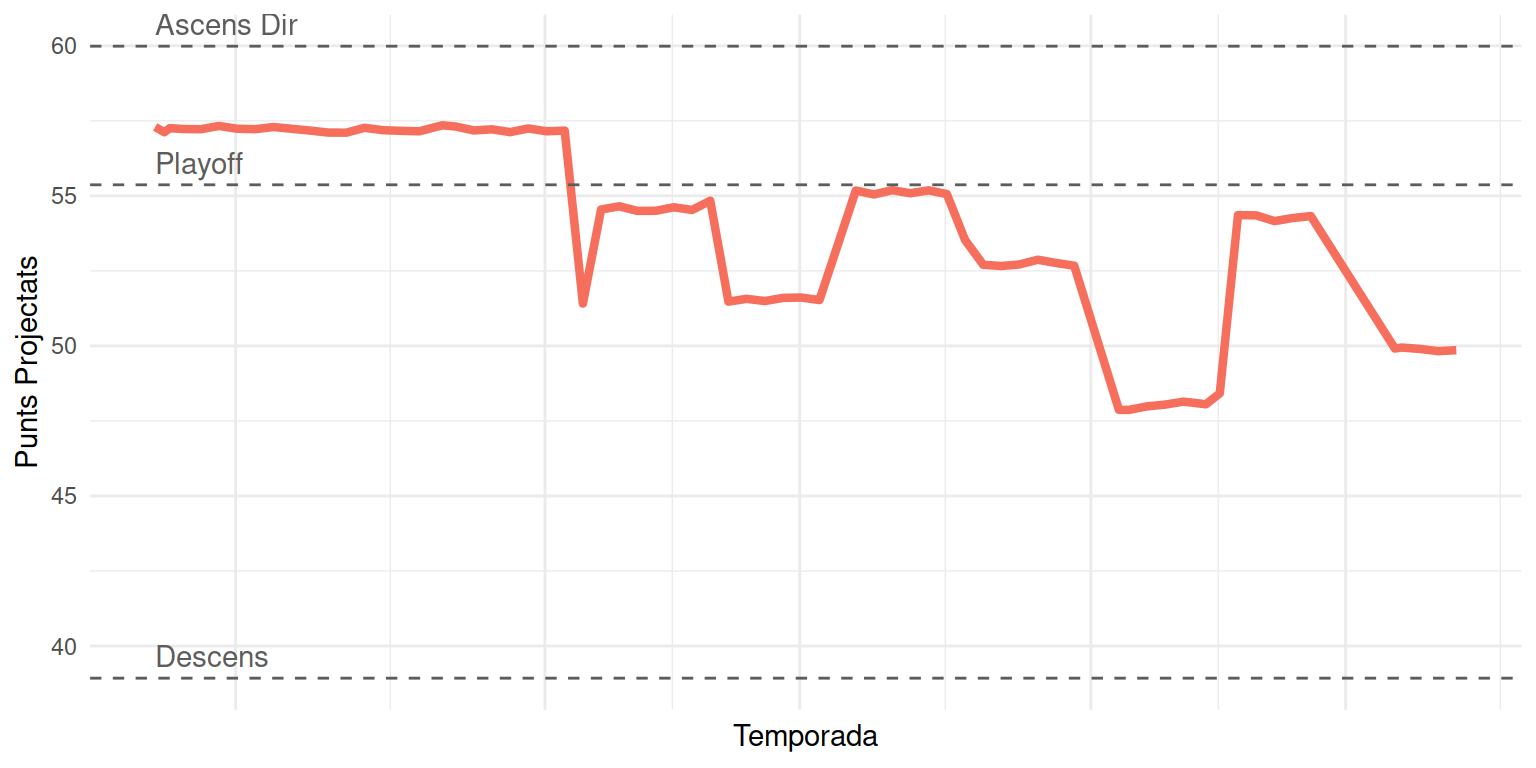 Ascens Dir
60
Playoff
55
50
45
40
Descens
Punts Projectats
Temporada